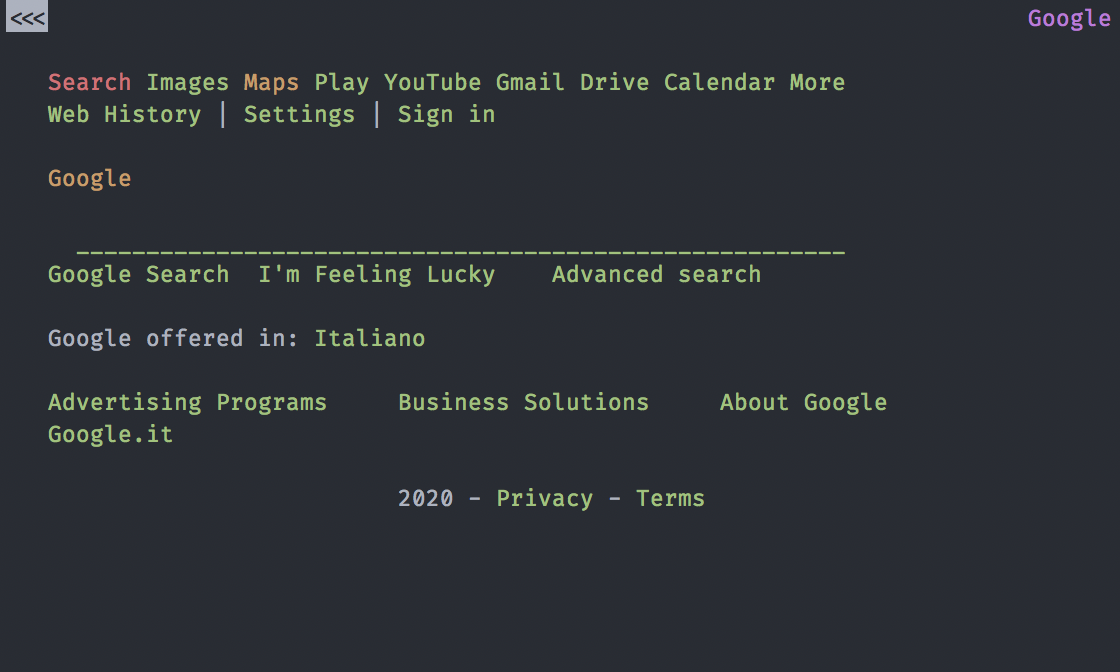 <<< Google
Search Images Maps Play YouTube Gmail Drive Calendar More
Web History | Settings | Sign in
Google
_______________________________________________________
Google Search I'm Feeling Lucky Advanced search
Google offered in: Italiano
Advertising Programs Business Solutions About Google
Google.it
2020 - Privacy - Terms